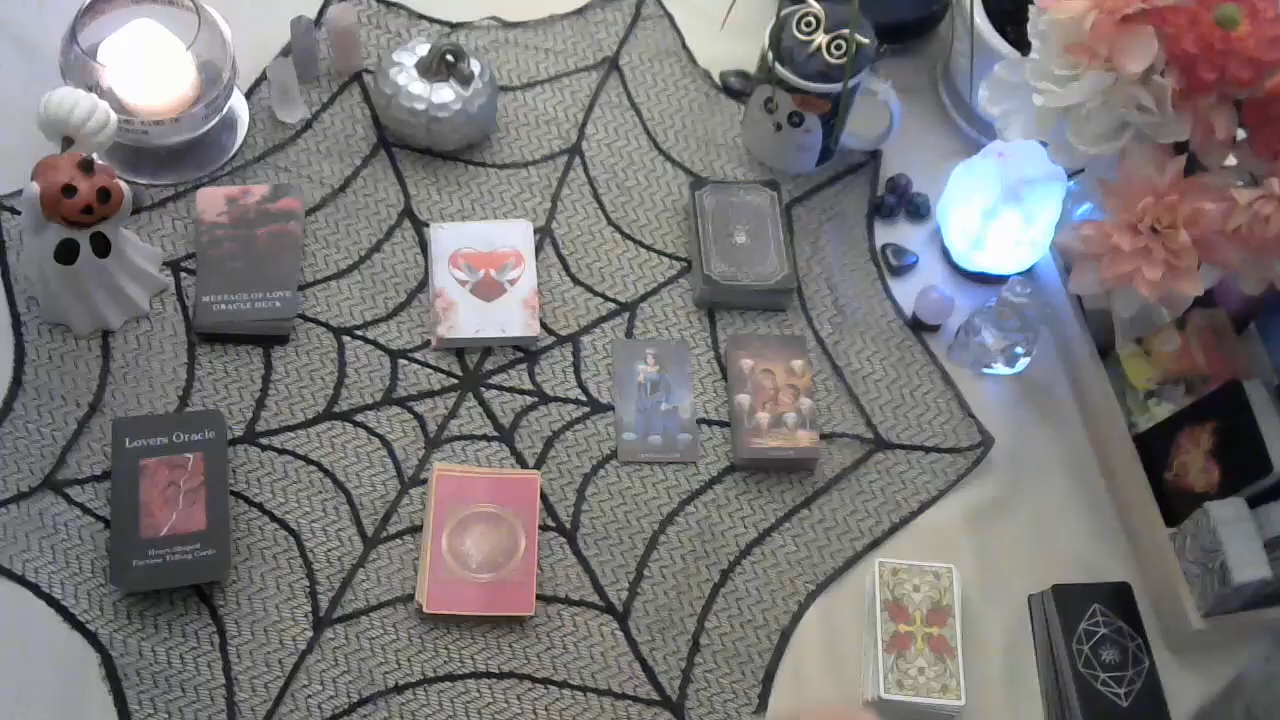 MESSAGE OF LOVE
ORACLE DECK
Lovers Oracle
Heart-shaped
Fortune Telling Cards